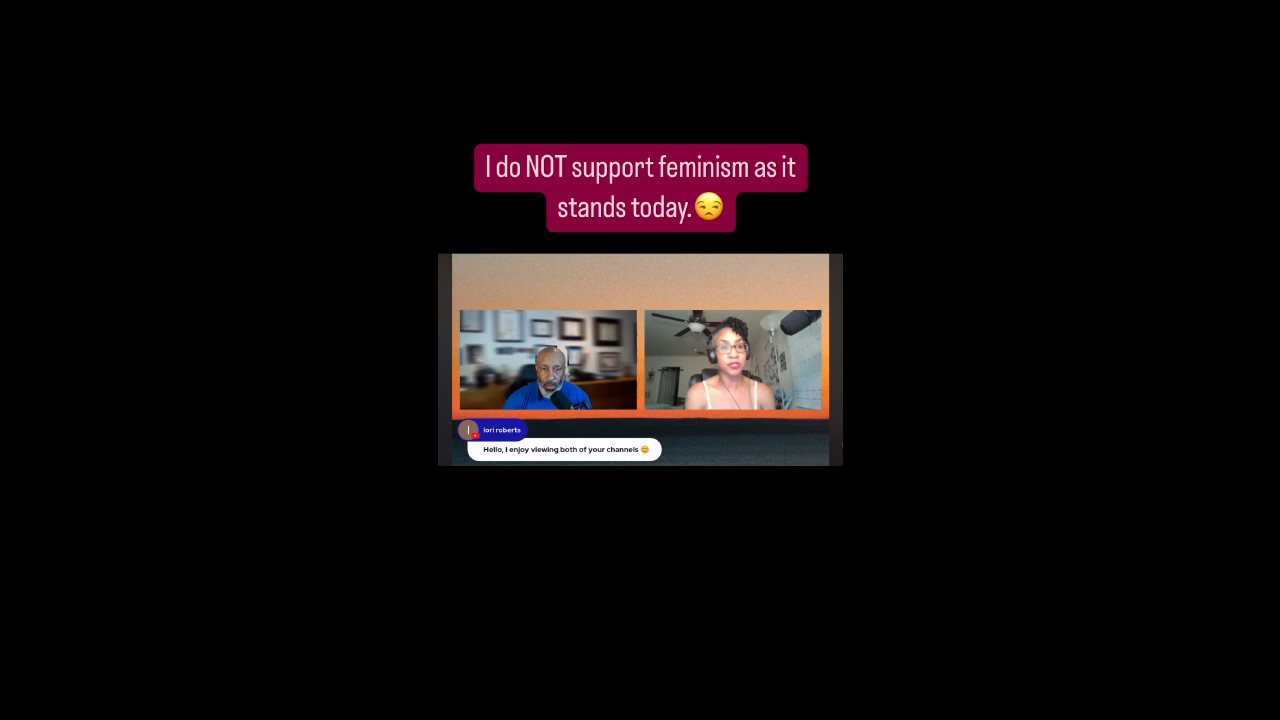 I do NOT support feminism as it
stands today.😒
l
lori roberts
Hello, I enjoy viewing both of your channels 😊